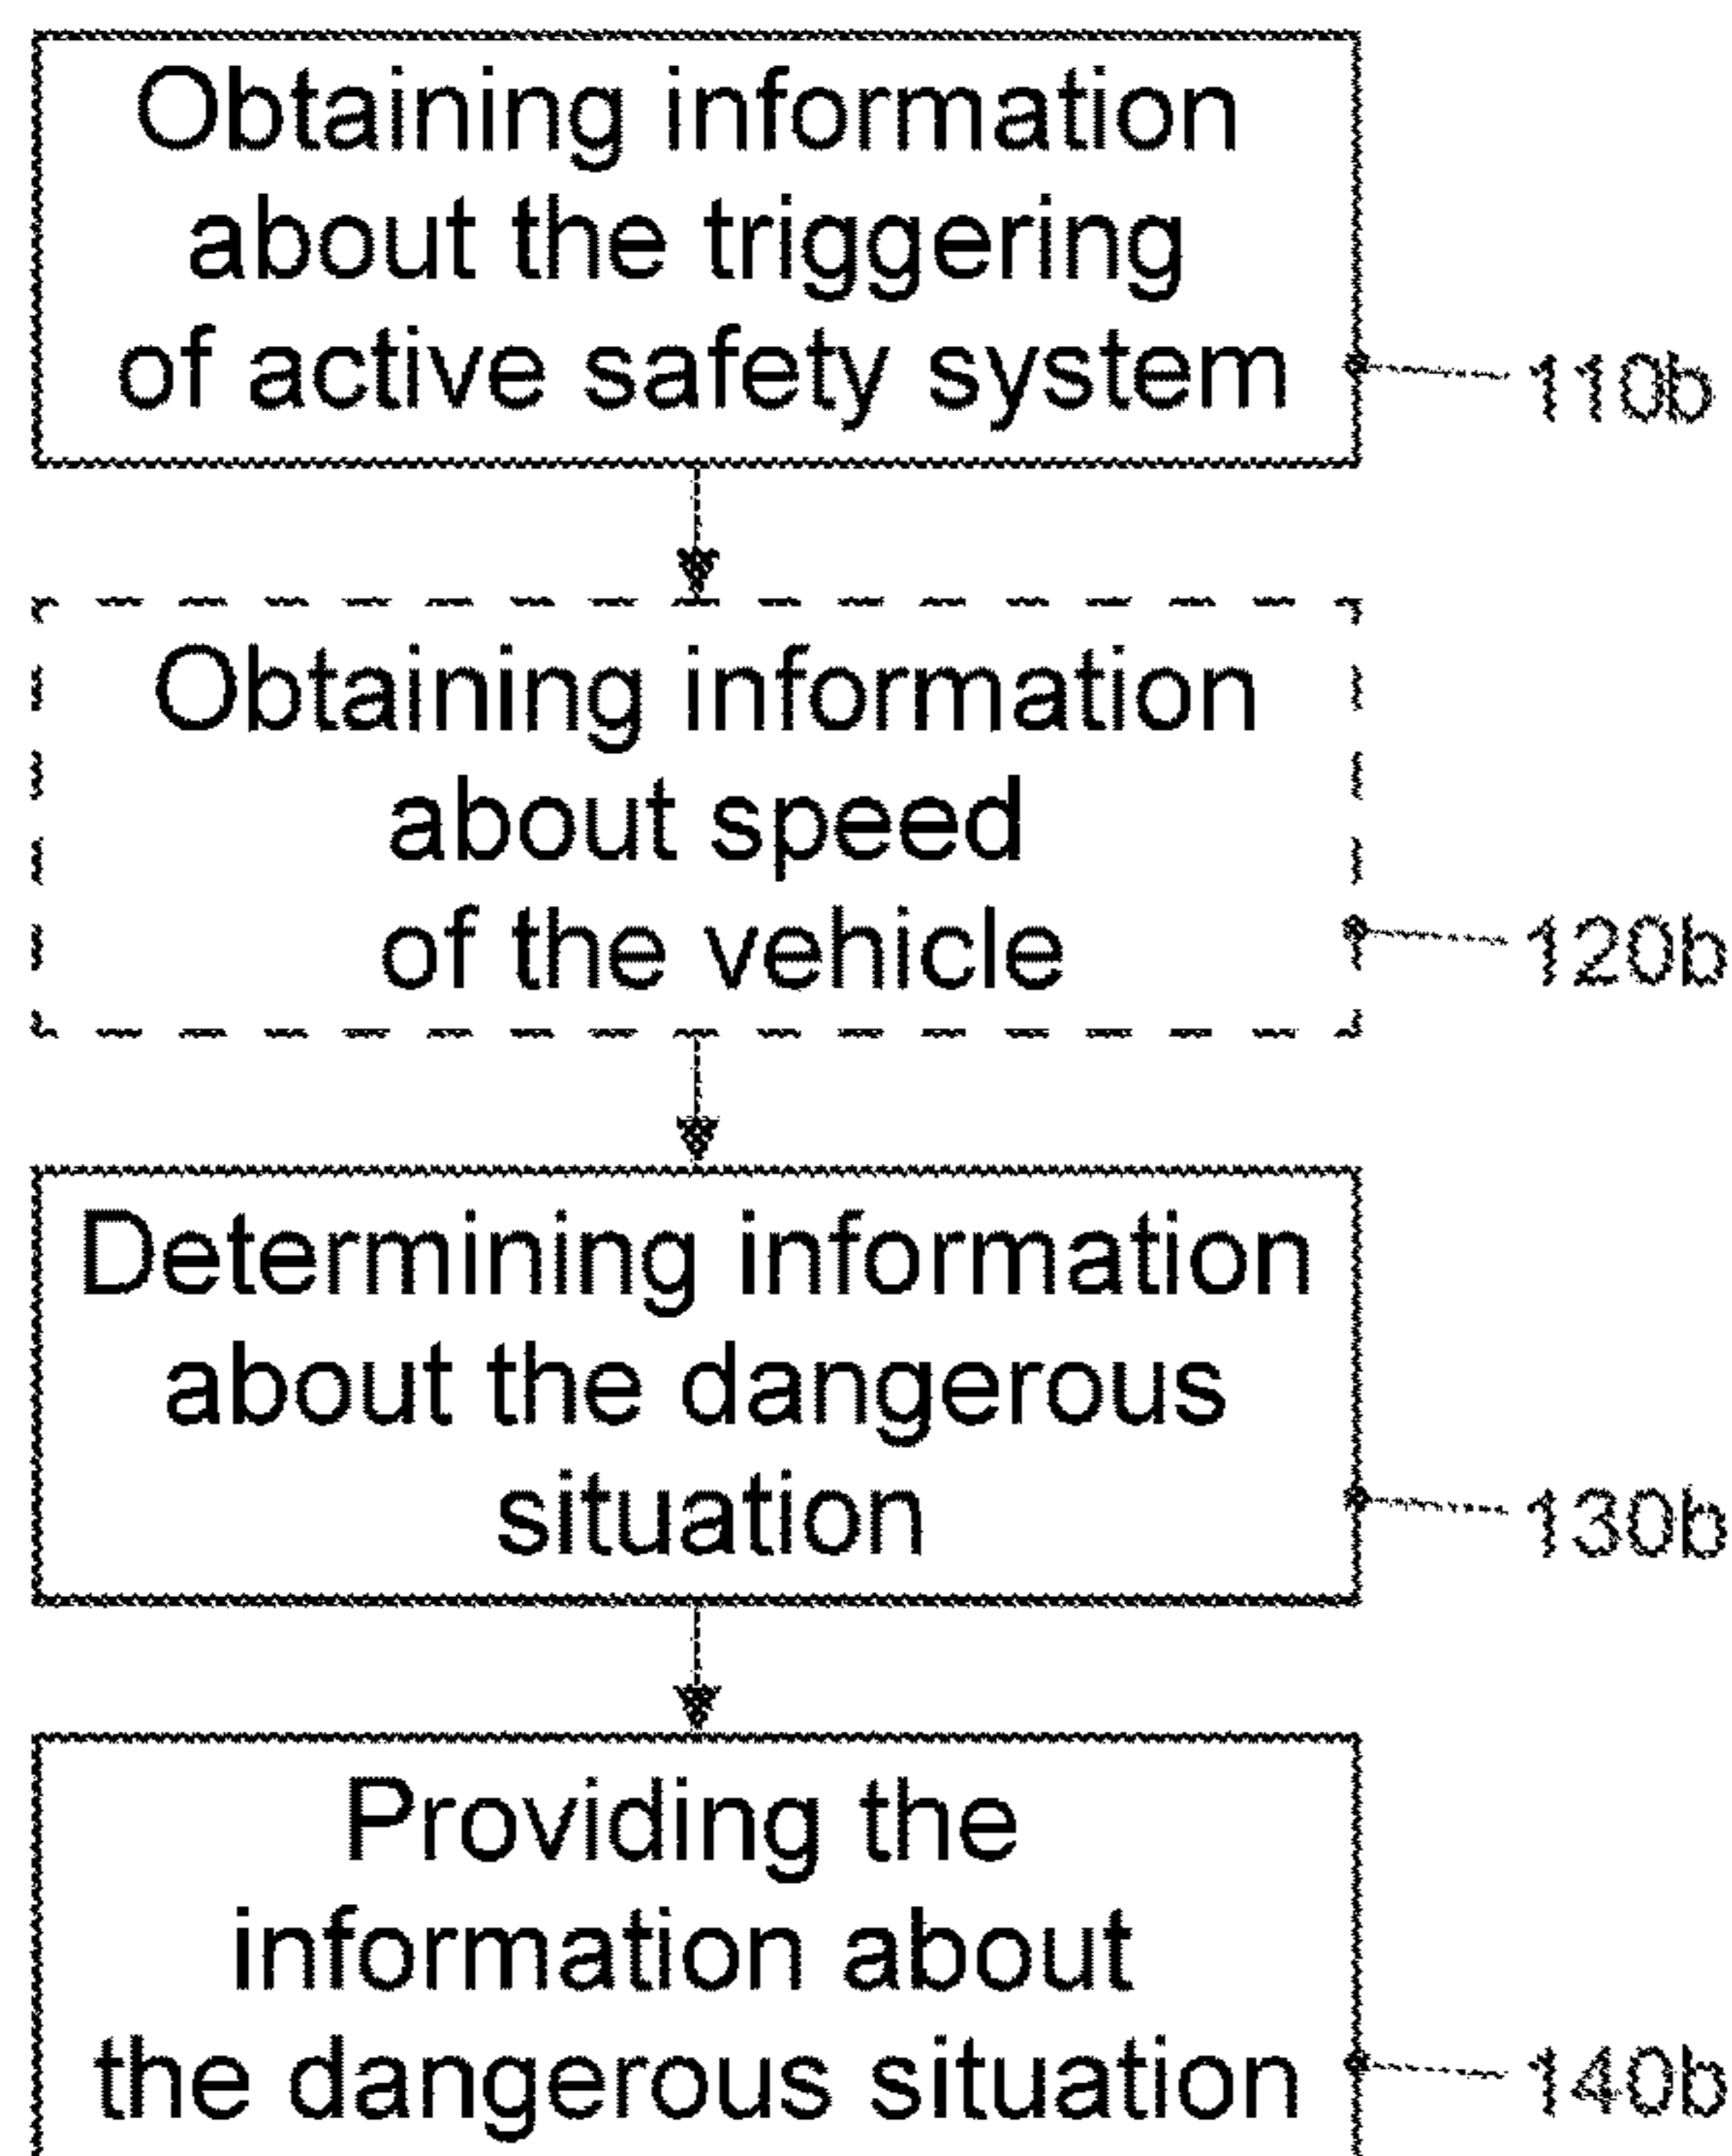 Obtaining information
about the triggering
of active safety system
110b
Obtaining information
about speed
of the vehicle
120b
Determining information
about the dangerous
situation
130b
Providing the
information about
the dangerous situation
140b